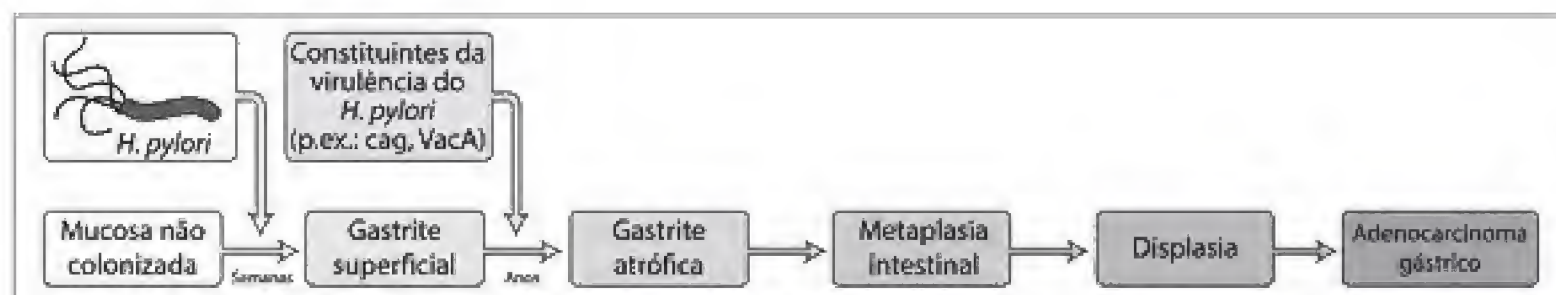 H. pylori
Constituintes da
virulência do
H. pylori
(p.ex.: cag, VacA)
Mucosa não
colonizada
Semanas
Gastrite
superficial
Anos
Gastrite
atrófica
Metaplasia
intestinal
Displasia
Adenocarcinoma
gástrico